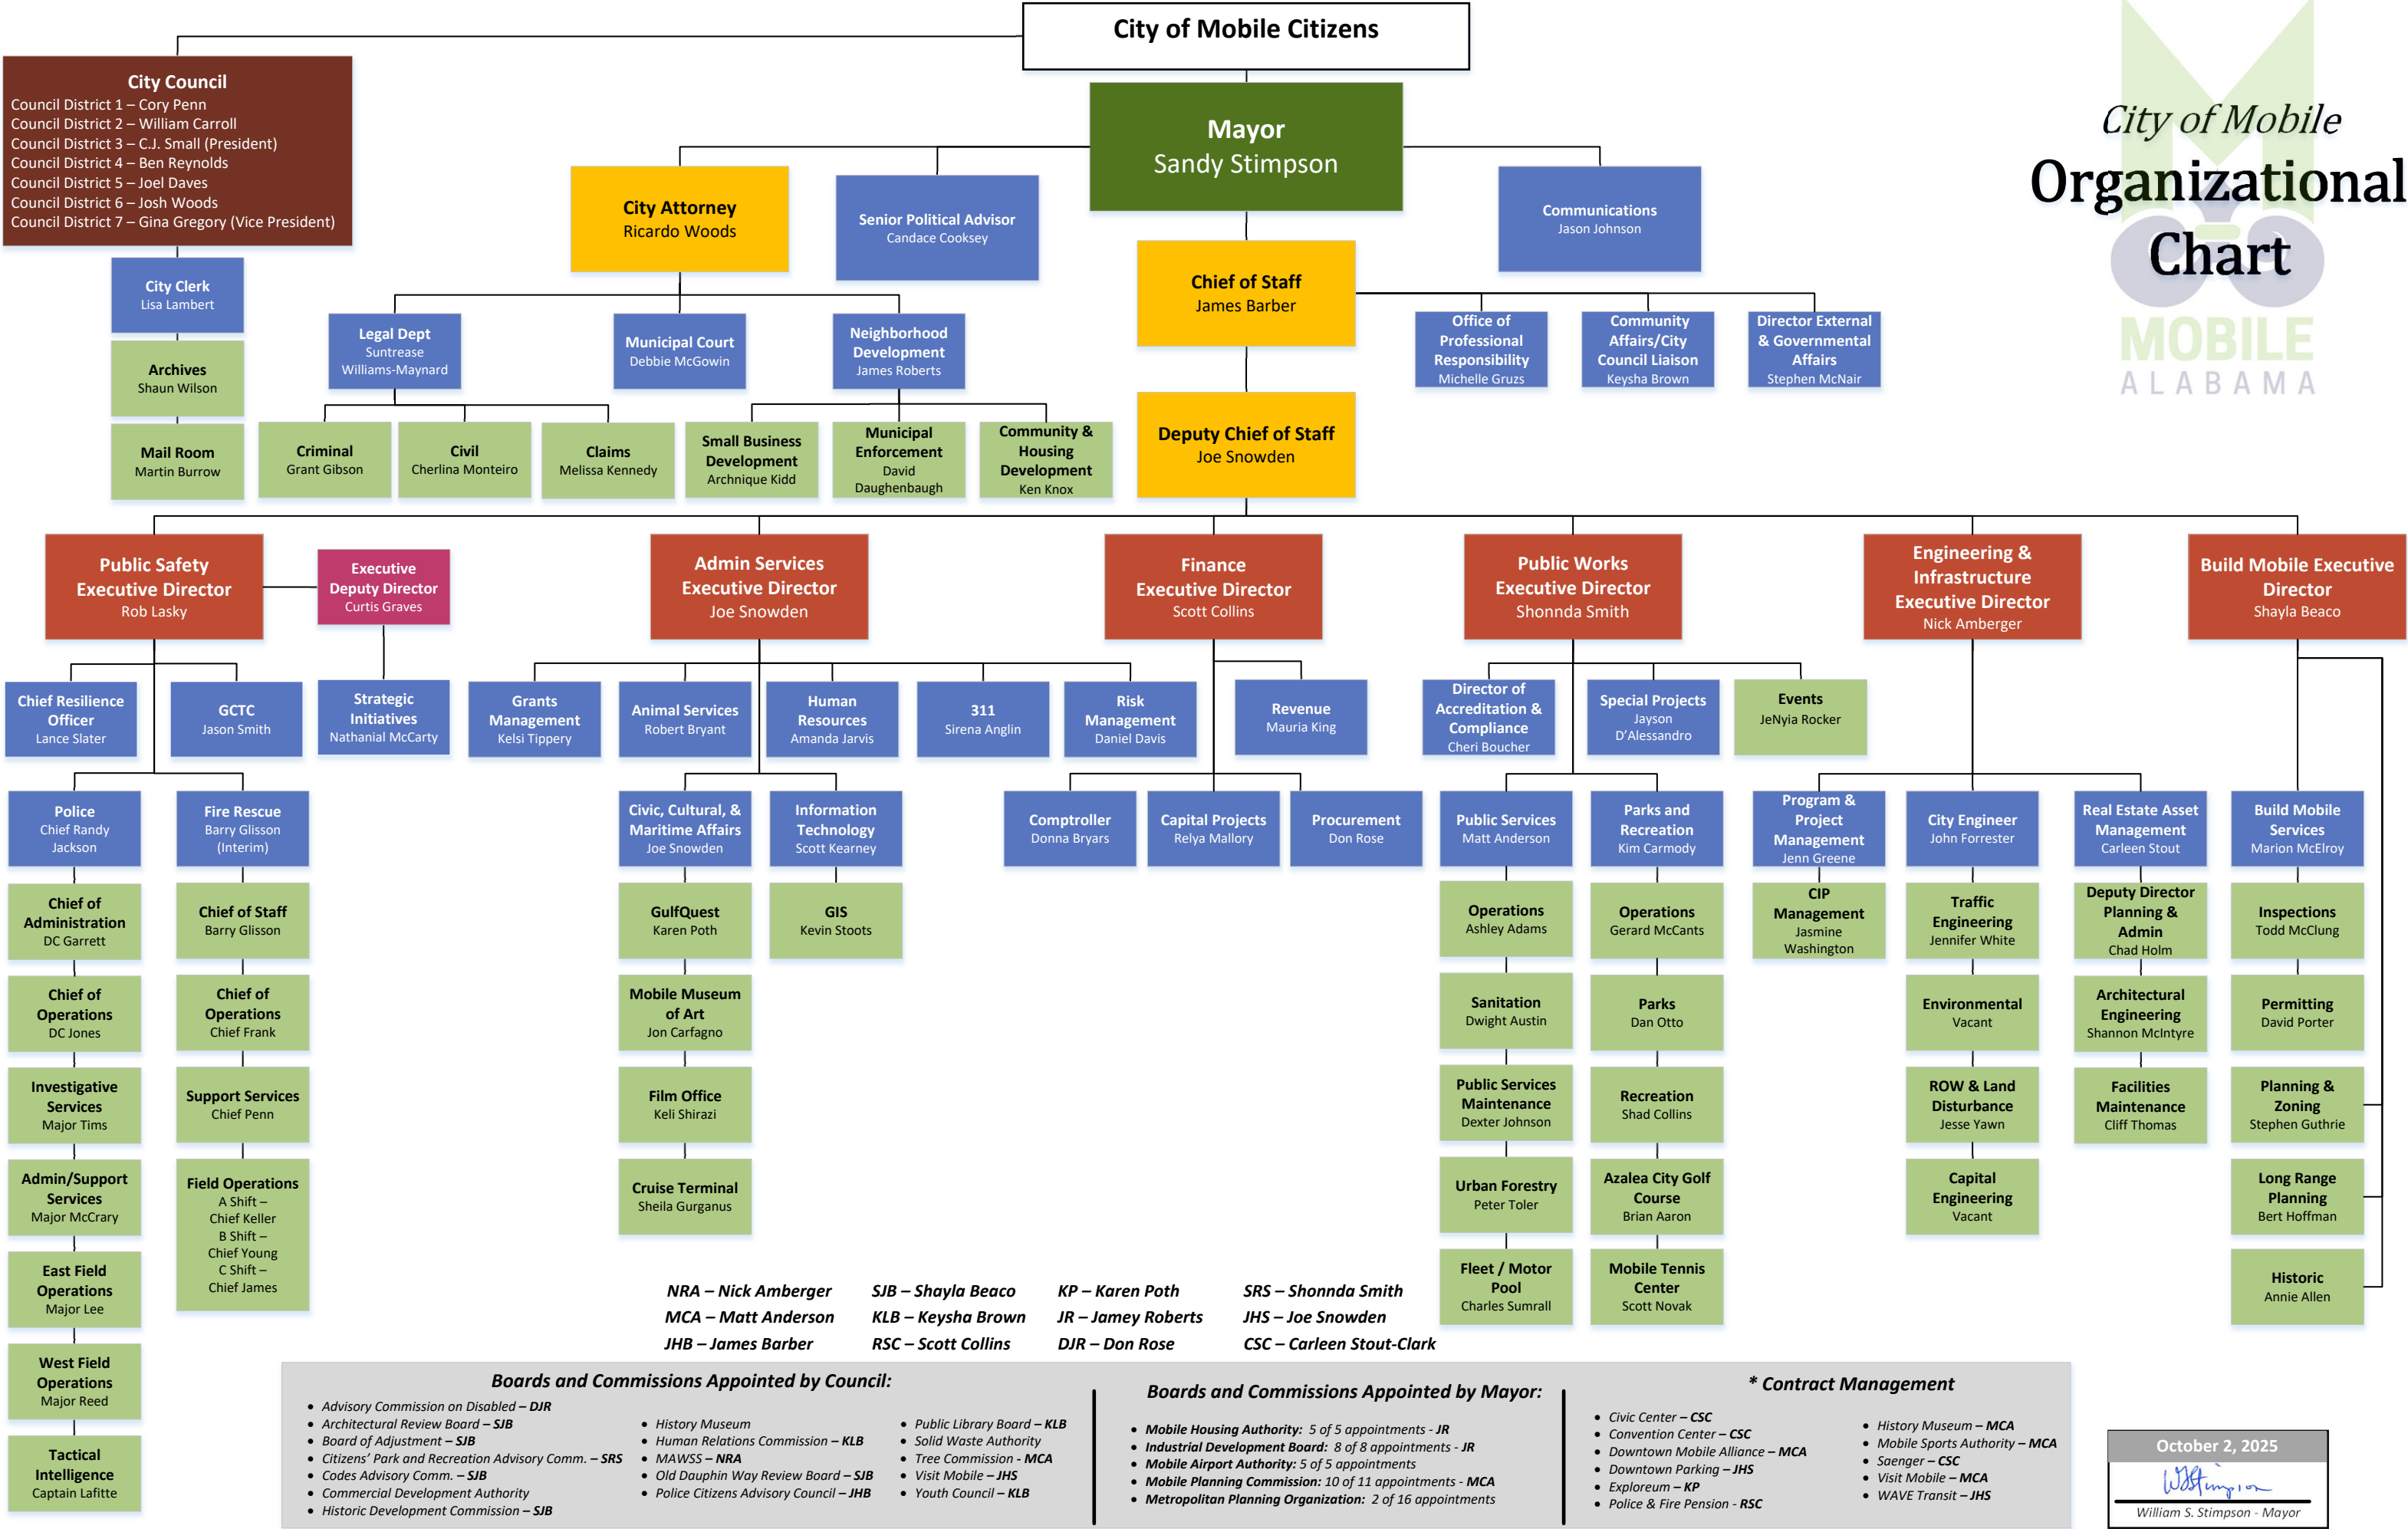 City of Mobile Citizens
City of Mobile
Organizational
Chart
MOBILE
ALABAMA
City Council
Council District 1 – Cory Penn
Council District 2 – William Carroll
Council District 3 – C.J. Small (President)
Council District 4 – Ben Reynolds
Council District 5 – Joel Daves
Council District 6 – Josh Woods
Council District 7 – Gina Gregory (Vice President)
Mayor
Sandy Stimpson
City Attorney
Ricardo Woods
Senior Political Advisor
Candace Cooksey
Communications
Jason Johnson
City Clerk
Lisa Lambert
Archives
Shaun Wilson
Mail Room
Martin Burrow
Chief of Staff
James Barber
Office of
Professional
Responsibility
Michelle Gruzs
Community
Affairs/City
Council Liaison
Keysha Brown
Director External
& Governmental
Affairs
Stephen McNair
Legal Dept
Suntrease
Williams-Maynard
Municipal Court
Debbie McGowin
Neighborhood
Development
James Roberts
Criminal
Grant Gibson
Civil
Cherlina Monteiro
Claims
Melissa Kennedy
Small Business
Development
Archnique Kidd
Municipal
Enforcement
David
Daughenbaugh
Community &
Housing
Development
Ken Knox
Deputy Chief of Staff
Joe Snowden
Public Safety
Executive Director
Rob Lasky
Executive
Deputy Director
Curtis Graves
Admin Services
Executive Director
Joe Snowden
Finance
Executive Director
Scott Collins
Public Works
Executive Director
Shonnda Smith
Engineering &
Infrastructure
Executive Director
Nick Amberger
Build Mobile Executive
Director
Shayla Beaco
Chief Resilience
Officer
Lance Slater
GCTC
Jason Smith
Strategic
Initiatives
Nathanial McCarty
Grants
Management
Kelsi Tippery
Animal Services
Robert Bryant
Human
Resources
Amanda Jarvis
311
Sirena Anglin
Risk
Management
Daniel Davis
Revenue
Mauria King
Director of
Accreditation &
Compliance
Cheri Boucher
Special Projects
Jayson
D'Alessandro
Events
JeNyia Rocker
Police
Chief Randy
Jackson
Fire Rescue
Barry Glisson
(Interim)
Civic, Cultural, &
Maritime Affairs
Joe Snowden
Information
Technology
Scott Kearney
Comptroller
Donna Bryars
Capital Projects
Relya Mallory
Procurement
Don Rose
Public Services
Matt Anderson
Parks and
Recreation
Kim Carmody
Program &
Project
Management
Jenn Greene
City Engineer
John Forrester
Real Estate Asset
Management
Carleen Stout
Build Mobile
Services
Marion McElroy
Chief of
Administration
DC Garrett
Chief of
Operations
DC Jones
Investigative
Services
Major Tims
Admin/Support
Services
Major McCrary
East Field
Operations
Major Lee
West Field
Operations
Major Reed
Tactical
Intelligence
Captain Lafitte
Chief of Staff
Barry Glisson
Chief of
Operations
Chief Frank
Support Services
Chief Penn
Field Operations
A Shift –
Chief Keller
B Shift –
Chief Young
C Shift –
Chief James
GulfQuest
Karen Poth
Mobile Museum
of Art
Jon Carfagno
Film Office
Keli Shirazi
Cruise Terminal
Sheila Gurganus
GIS
Kevin Stoots
Operations
Ashley Adams
Sanitation
Dwight Austin
Public Services
Maintenance
Dexter Johnson
Urban Forestry
Peter Toler
Fleet / Motor
Pool
Charles Sumrall
Operations
Gerard McCants
Parks
Dan Otto
Recreation
Shad Collins
Azalea City Golf
Course
Brian Aaron
Mobile Tennis
Center
Scott Novak
CIP
Management
Jasmine
Washington
Traffic
Engineering
Jennifer White
Environmental
Vacant
ROW & Land
Disturbance
Jesse Yawn
Capital
Engineering
Vacant
Deputy Director
Planning &
Admin
Chad Holm
Architectural
Engineering
Shannon McIntyre
Facilities
Maintenance
Cliff Thomas
Inspections
Todd McClung
Permitting
David Porter
Planning &
Zoning
Stephen Guthrie
Long Range
Planning
Bert Hoffman
Historic
Annie Allen
NRA – Nick Amberger
SJB – Shayla Beaco
KP – Karen Poth
SRS – Shonnda Smith
MCA – Matt Anderson
KLB – Keysha Brown
JR – Jamey Roberts
JHS – Joe Snowden
JHB – James Barber
RSC – Scott Collins
DJR – Don Rose
CSC – Carleen Stout-Clark
Boards and Commissions Appointed by Council:
• Advisory Commission on Disabled – DJR
• Architectural Review Board – SJB
• Board of Adjustment – SJB
• Citizens' Park and Recreation Advisory Comm. – SRS
• Codes Advisory Comm. – SJB
• Commercial Development Authority
• Historic Development Commission – SJB
• History Museum
• Human Relations Commission – KLB
• MAWSS – NRA
• Old Dauphin Way Review Board – SJB
• Police Citizens Advisory Council – JHB
• Public Library Board – KLB
• Solid Waste Authority
• Tree Commission - MCA
• Visit Mobile – JHS
• Youth Council – KLB
Boards and Commissions Appointed by Mayor:
• Mobile Housing Authority: 5 of 5 appointments - JR
• Industrial Development Board: 8 of 8 appointments - JR
• Mobile Airport Authority: 5 of 5 appointments
• Mobile Planning Commission: 10 of 11 appointments - MCA
• Metropolitan Planning Organization: 2 of 16 appointments
* Contract Management
• Civic Center – CSC
• Convention Center – CSC
• Downtown Mobile Alliance – MCA
• Downtown Parking – JHS
• Exploreum – KP
• Police & Fire Pension - RSC
• History Museum – MCA
• Mobile Sports Authority – MCA
• Saenger – CSC
• Visit Mobile – MCA
• WAVE Transit – JHS
October 2, 2025
WSStimpson
William S. Stimpson - Mayor